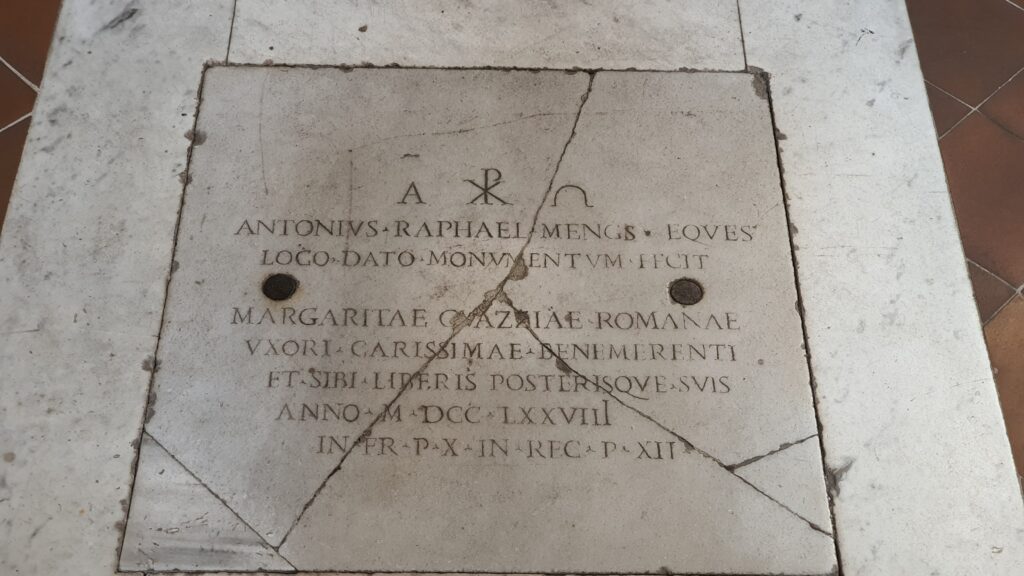 A ☧ Ω
ANTONIVS · RAPHAEL · MENGS · EQVES
LOCO · DATO · MONVMENTVM · FECIT
MARGARITAE GVAZZIAE · ROMANAE
VXORI · CARISSIMAE · BENEMERENTI
ET · SIBI · LIBERIS POSTERISQVE · SVIS
ANNO · M · DCC · LXXVIII
IN · FR · P · X · IN · REC · P · XII